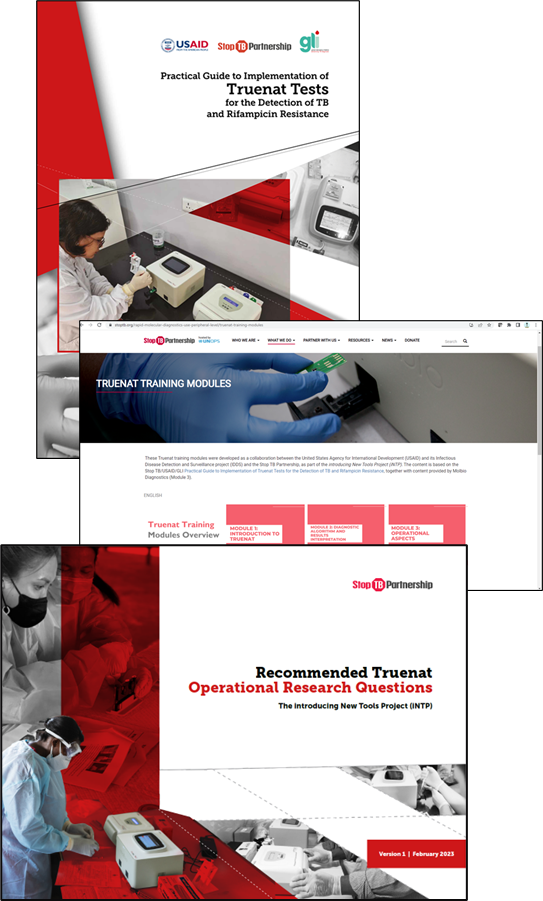 USAID
FROM THE AMERICAN PEOPLE
Stop TB Partnership
gli
Practical Guide to Implementation of
Truenat Tests
for the Detection of TB
and Rifampicin Resistance
stoptb.org/rapid-molecular-diagnostics-use-peripheral-level/truenat-training-modules
Stop TB Partnership
hosted by
UNOPS
WHO WE ARE
WHAT WE DO
PARTNER WITH US
RESOURCES
NEWS
DONATE
Search
TRUENAT TRAINING MODULES
These Truenat training modules were developed as a collaboration between the United States Agency for International Development (USAID) and its Infectious
Disease Detection and Surveillance project (IDDS) and the Stop TB Partnership, as part of the introducing New Tools Project (iNTP). The content is based on the
Stop TB/USAID/GLI Practical Guide to Implementation of Truenat Tests for the Detection of TB and Rifampicin Resistance, together with content provided by Molbio
Diagnostics (Module 3).
ENGLISH
Truenat Training
Modules Overview
MODULE 1:
INTRODUCTION TO
TRUENAT
MODULE 2: DIAGNOSTIC
ALGORITHM AND
RESULTS
INTERPRETATION
MODULE 3:
OPERATIONAL
ASPECTS
Stop TB Partnership
Recommended Truenat
Operational Research Questions
The introducing New Tools Project (iNTP)
Version 1 | February 2023